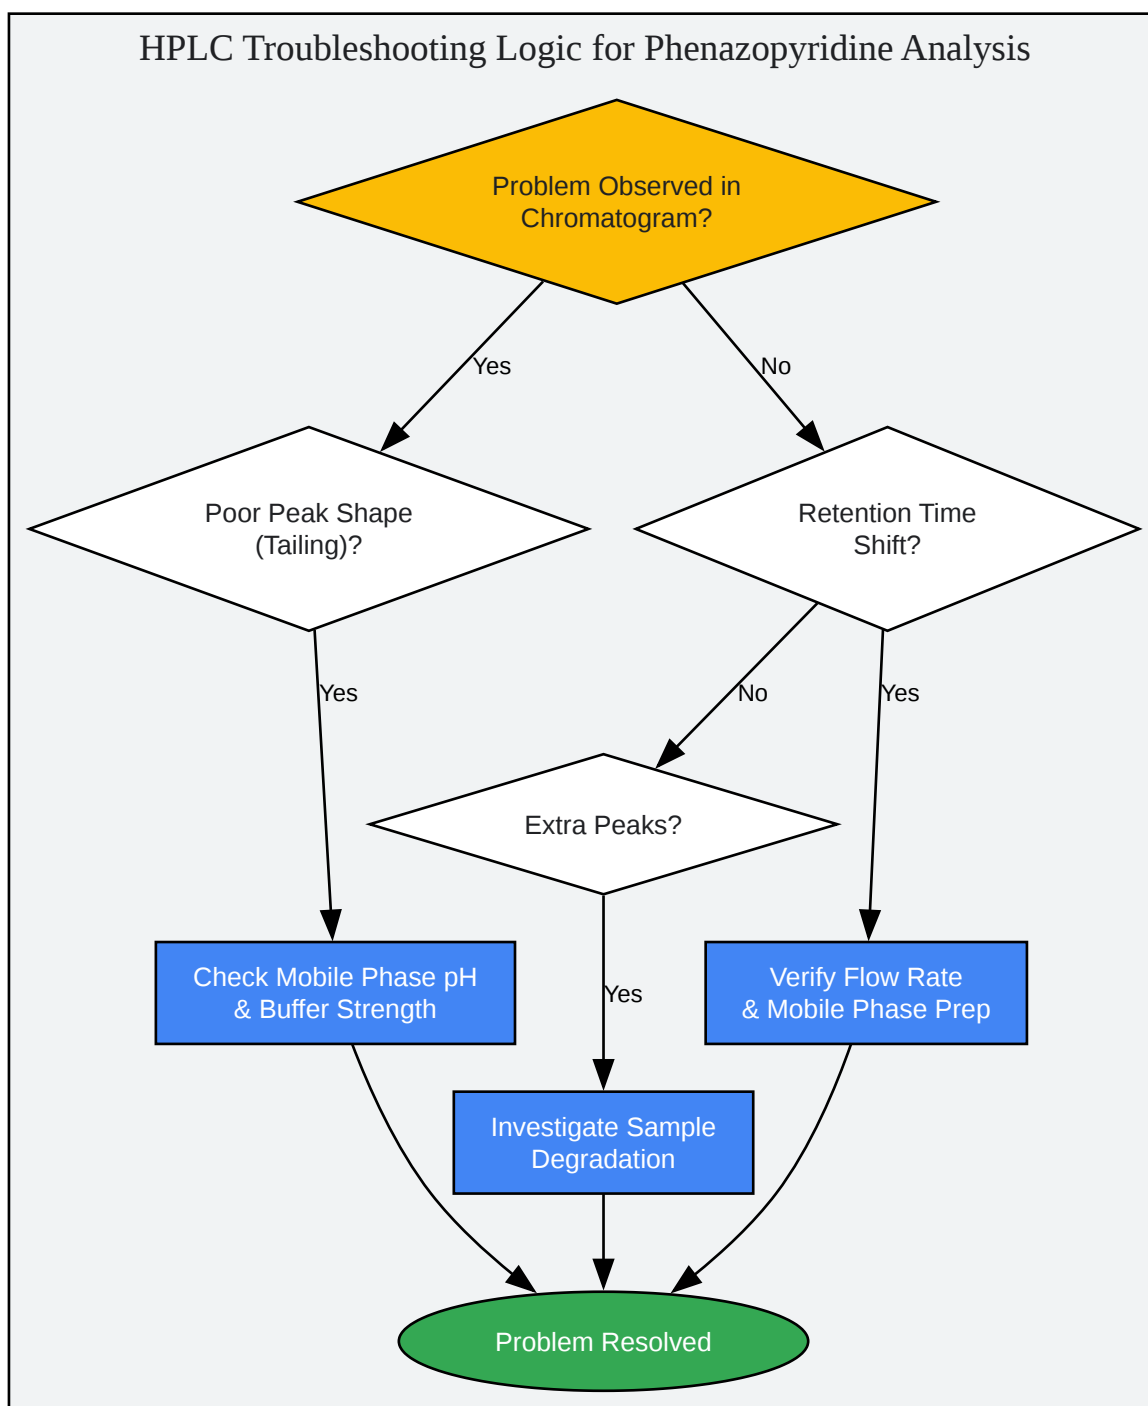 HPLC Troubleshooting Logic for Phenazopyridine Analysis
Problem Observed in
Chromatogram?
Yes
No
Poor Peak Shape
(Tailing)?
Retention Time
Shift?
Yes
No
Yes
Extra Peaks?
Check Mobile Phase pH
& Buffer Strength
Verify Flow Rate
& Mobile Phase Prep
Yes
Investigate Sample
Degradation
Problem Resolved